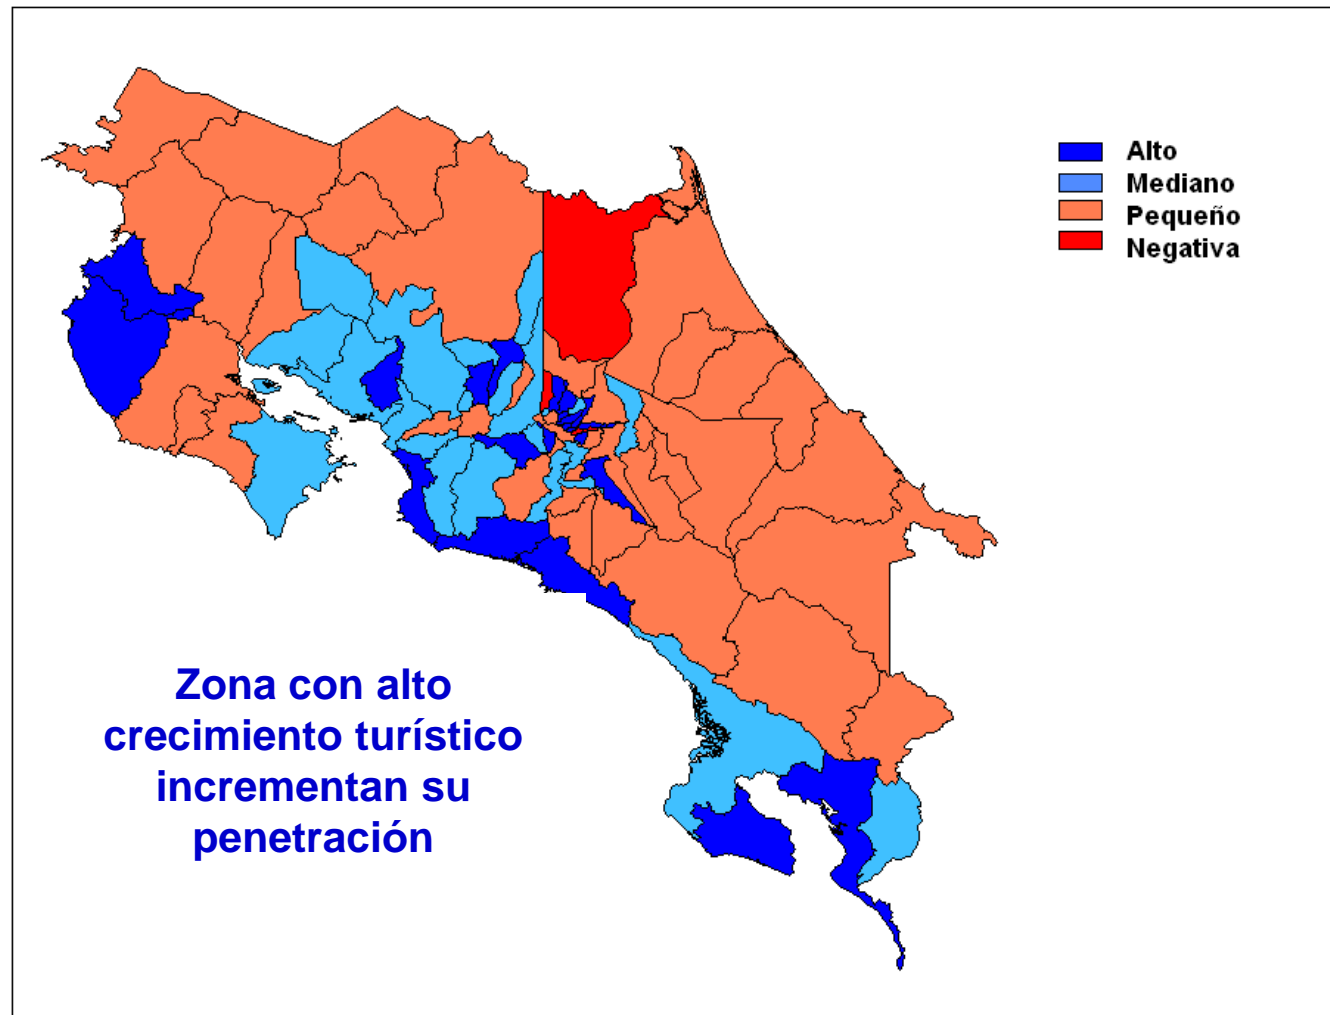 Alto
Mediano
Pequeño
Negativa
Zona con alto
crecimiento turístico
incrementan su
penetración